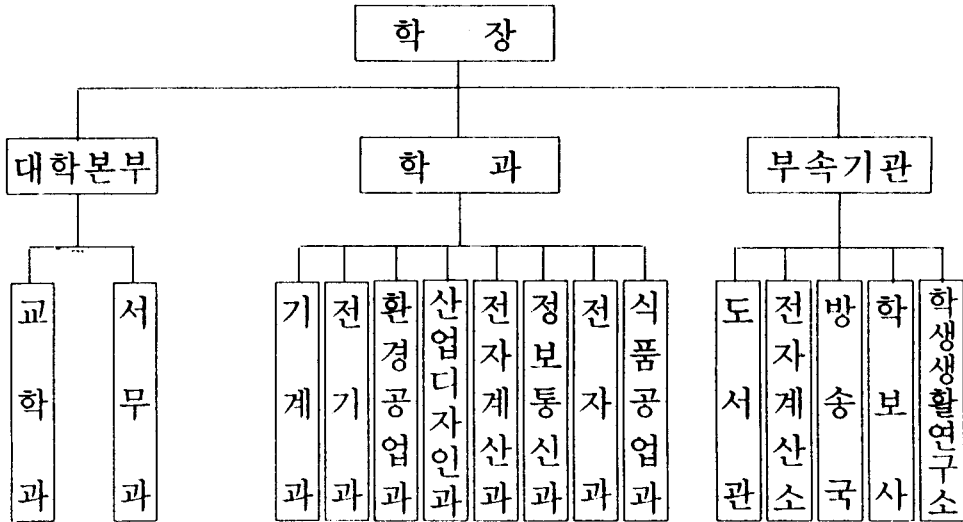 학 장
대학본부
학 과
부속기관
교학과
서무과
기계과
전기과
환경공업과
산업디자인과
전자계산과
정보통신과
전자과
식품공업과
도서관
전자계산소
방송국
학보사
학생생활연구소